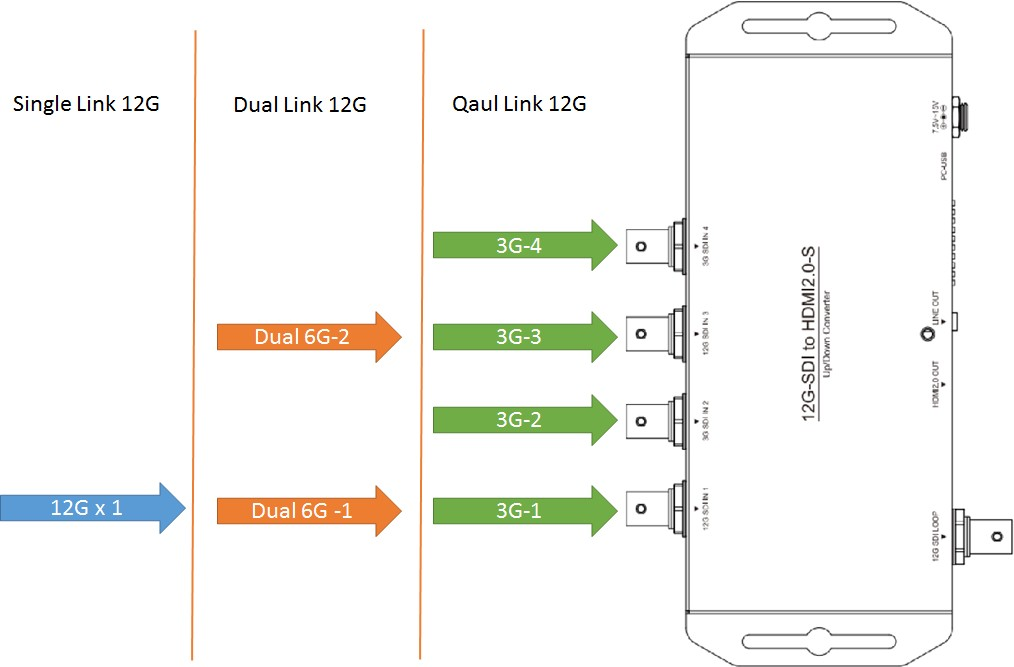 Single Link 12G
Dual Link 12G
Qaul Link 12G
3G-4
Dual 6G-2
3G-3
3G-2
12G x 1
Dual 6G -1
3G-1
3G SDI IN 4
12G SDI IN 3
3G SDI IN 2
12G SDI IN 1
12G-SDI to HDMI2.0-S
Up/Down Converter
7.5V~15V
PC-USB
LINE OUT
HDMI2.0 OUT
12G SDI LOOP